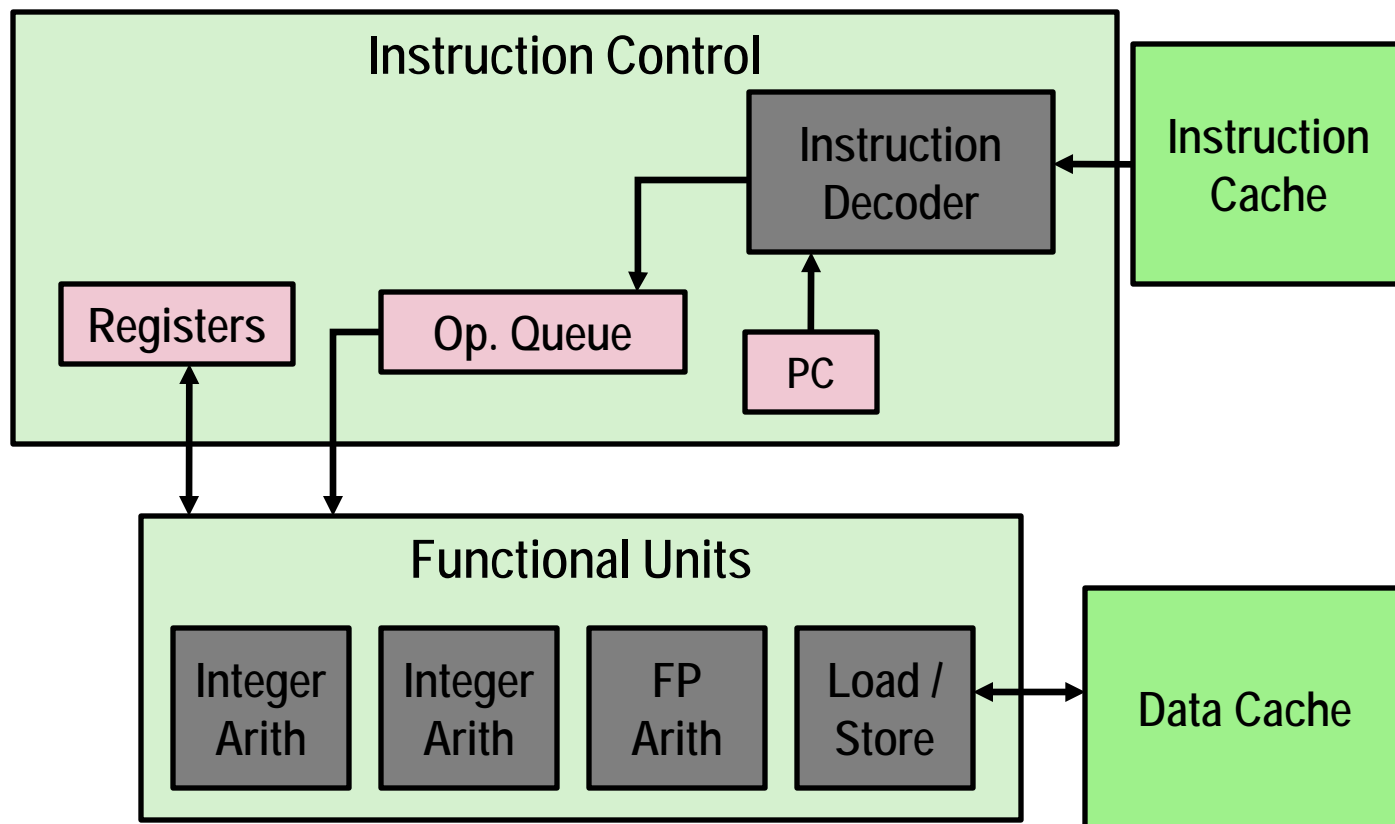 Instruction Control
Instruction
Decoder
Instruction
Cache
Registers
Op. Queue
PC
Functional Units
Integer
Arith
Integer
Arith
FP
Arith
Load /
Store
Data Cache